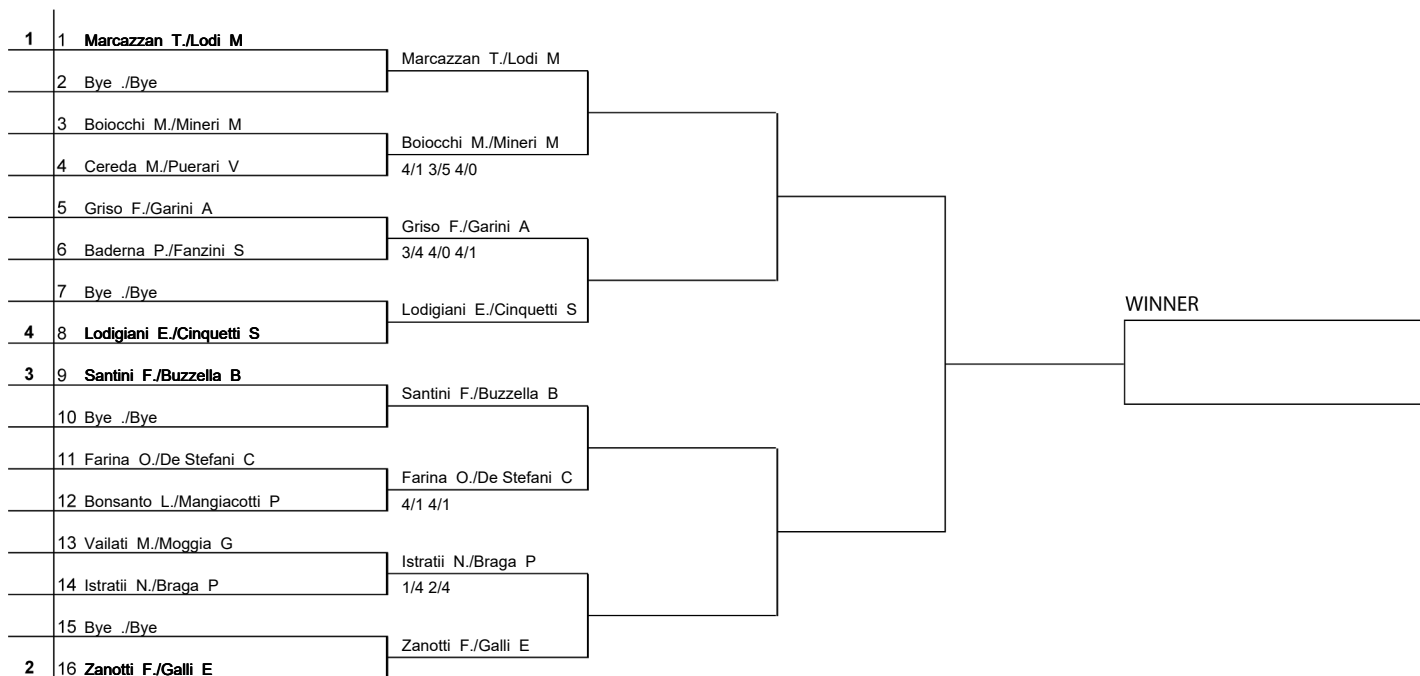 1 1 Marcazzan T./Lodi M
Marcazzan T./Lodi M
2 Bye ./Bye
3 Boiocchi M./Mineri M
Boiocchi M./Mineri M
4 Cereda M./Puerari V
4/1 3/5 4/0
5 Griso F./Garini A
Griso F./Garini A
6 Baderna P./Fanzini S
3/4 4/0 4/1
7 Bye ./Bye
Lodigiani E./Cinquetti S
WINNER
4 8 Lodigiani E./Cinquetti S
3 9 Santini F./Buzzella B
Santini F./Buzzella B
10 Bye ./Bye
11 Farina O./De Stefani C
Farina O./De Stefani C
12 Bonsanto L./Mangiacotti P
4/1 4/1
13 Vailati M./Moggia G
Istratii N./Braga P
14 Istratii N./Braga P
1/4 2/4
15 Bye ./Bye
Zanotti F./Galli E
2 16 Zanotti F./Galli E